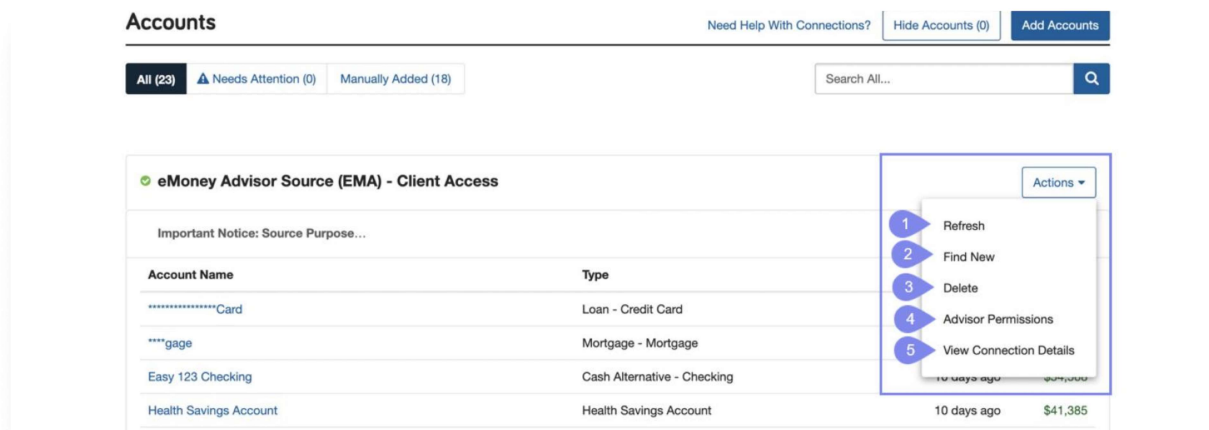 Accounts
Need Help With Connections? Hide Accounts (0) Add Accounts
All (23) Needs Attention (0) Manually Added (18) Search All...
eMoney Advisor Source (EMA) - Client Access Actions
Important Notice: Source Purpose...
1 Refresh
2 Find New
Account Name Type
3 Delete
****************Card Loan - Credit Card
4 Advisor Permissions
****gage Mortgage - Mortgage
5 View Connection Details
Easy 123 Checking Cash Alternative - Checking 10 days ago
Health Savings Account Health Savings Account 10 days ago $41,385